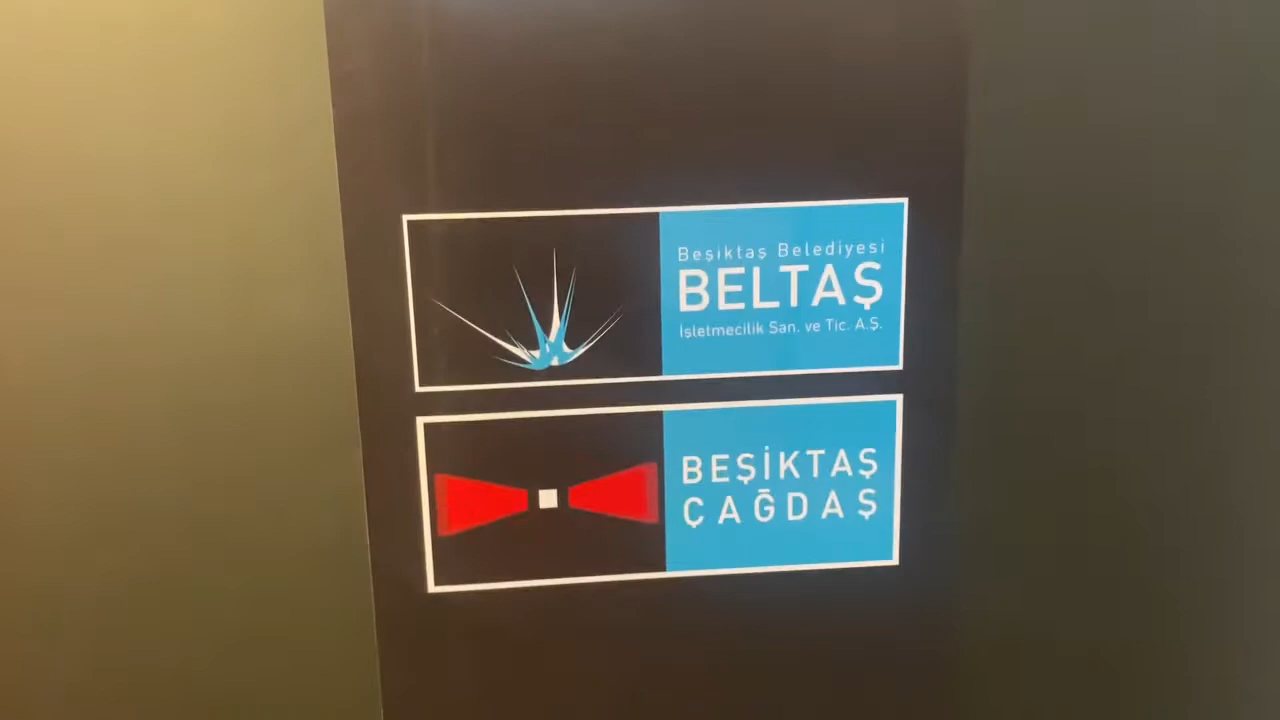 Beşiktaş Belediyesi
BELTAŞ
İşletmecilik San. ve Tic. A.Ş.
BEŞİKTAŞ
ÇAĞDAŞ